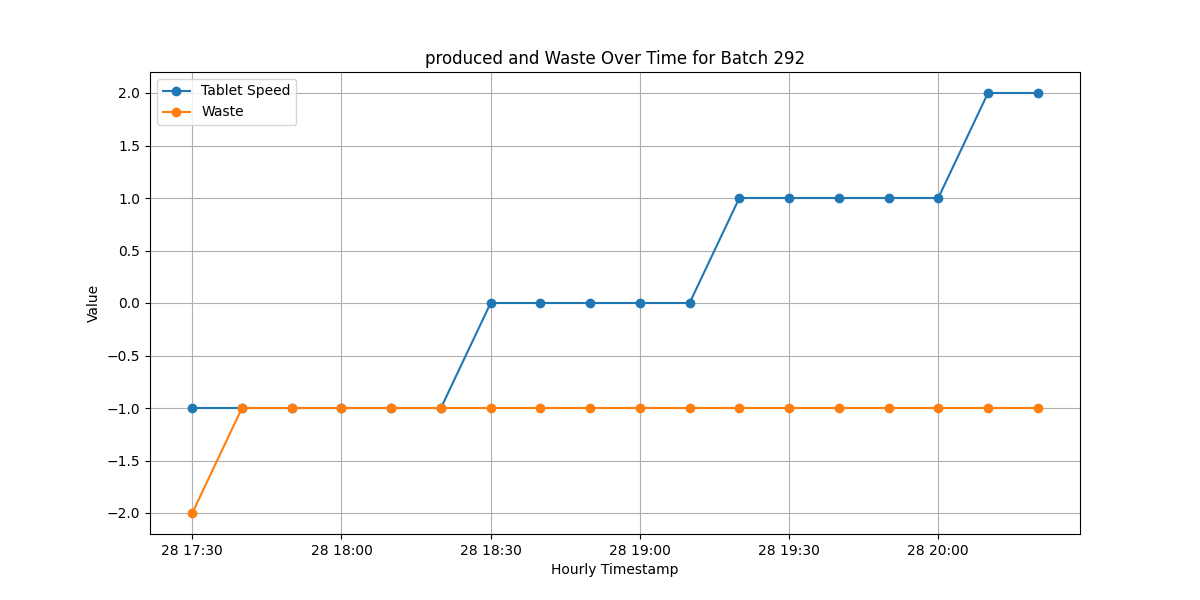 produced and Waste Over Time for Batch 292
Tablet Speed
Waste
2.0
1.5
1.0
0.5
0.0
−0.5
−1.0
−1.5
−2.0
Value
28 17:30 28 18:00 28 18:30 28 19:00 28 19:30 28 20:00
Hourly Timestamp